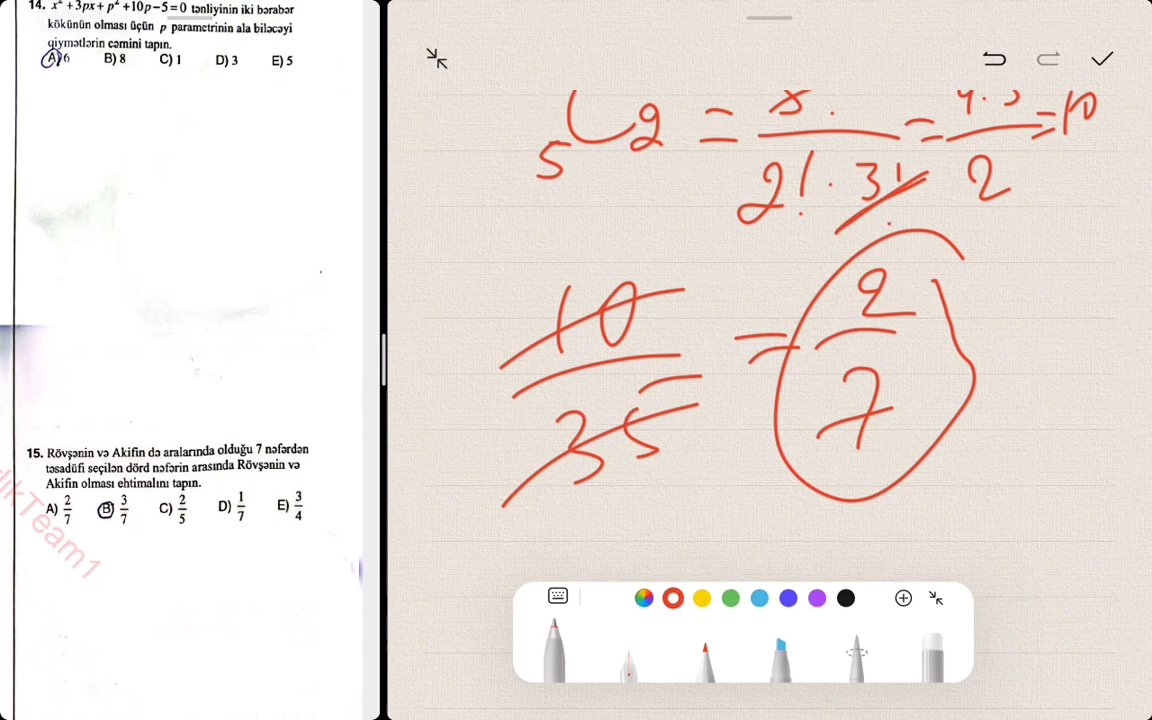 14. x² +3px+ p² +10p−5=0 tənliyinin iki bərabər
kökünün olması üçün p parametrinin ala biləcəyi
qiymətlərin cəmini tapın.
A) 6 B) 8 C) 1 D) 3 E) 5
15. Rövşənin və Akifin də aralarında olduğu 7 nəfərdən
təsadüfi seçilən dörd nəfərin arasında Rövşənin və
Akifin olması ehtimalını tapın.
A) 2/7 B) 3/7 C) 2/5 D) 1/7 E) 3/4
likTeam1
= 
2! · 3! = 2 = 10
10/35 = 2/7